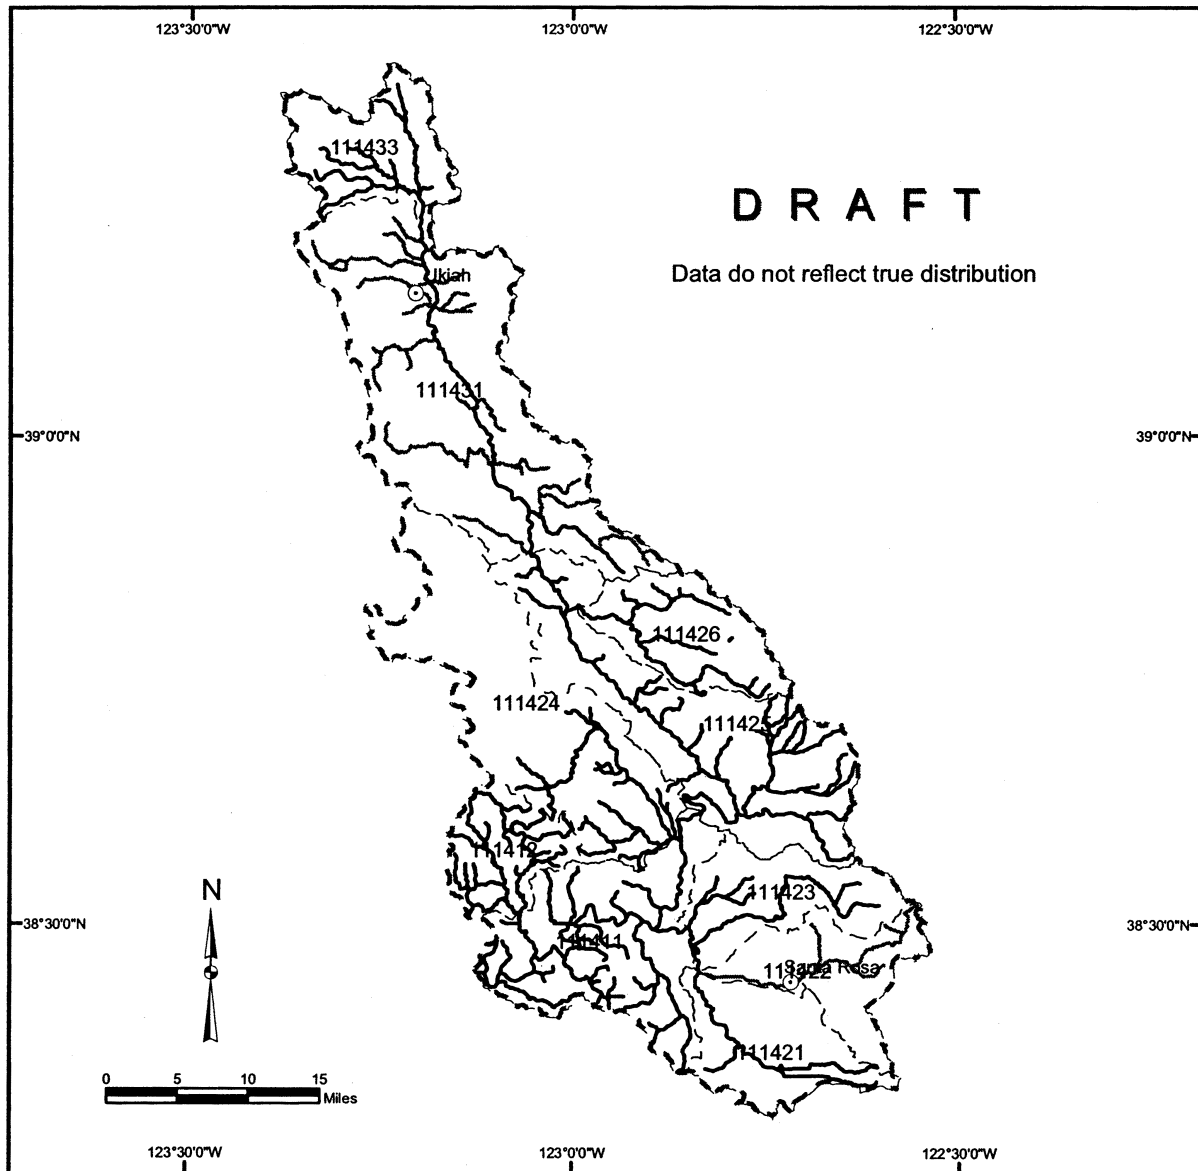 123°30'0"W 123°0'0"W 122°30'0"W
111433
D R A F T
Data do not reflect true distribution
Ukiah
111431
39°0'0"N 39°0'0"N
111426
111424
111425
111412
111423
N
38°30'0"N 38°30'0"N
111411
Santa Rosa
111422
111421
0 5 10 15
Miles
123°30'0"W 123°0'0"W 122°30'0"W